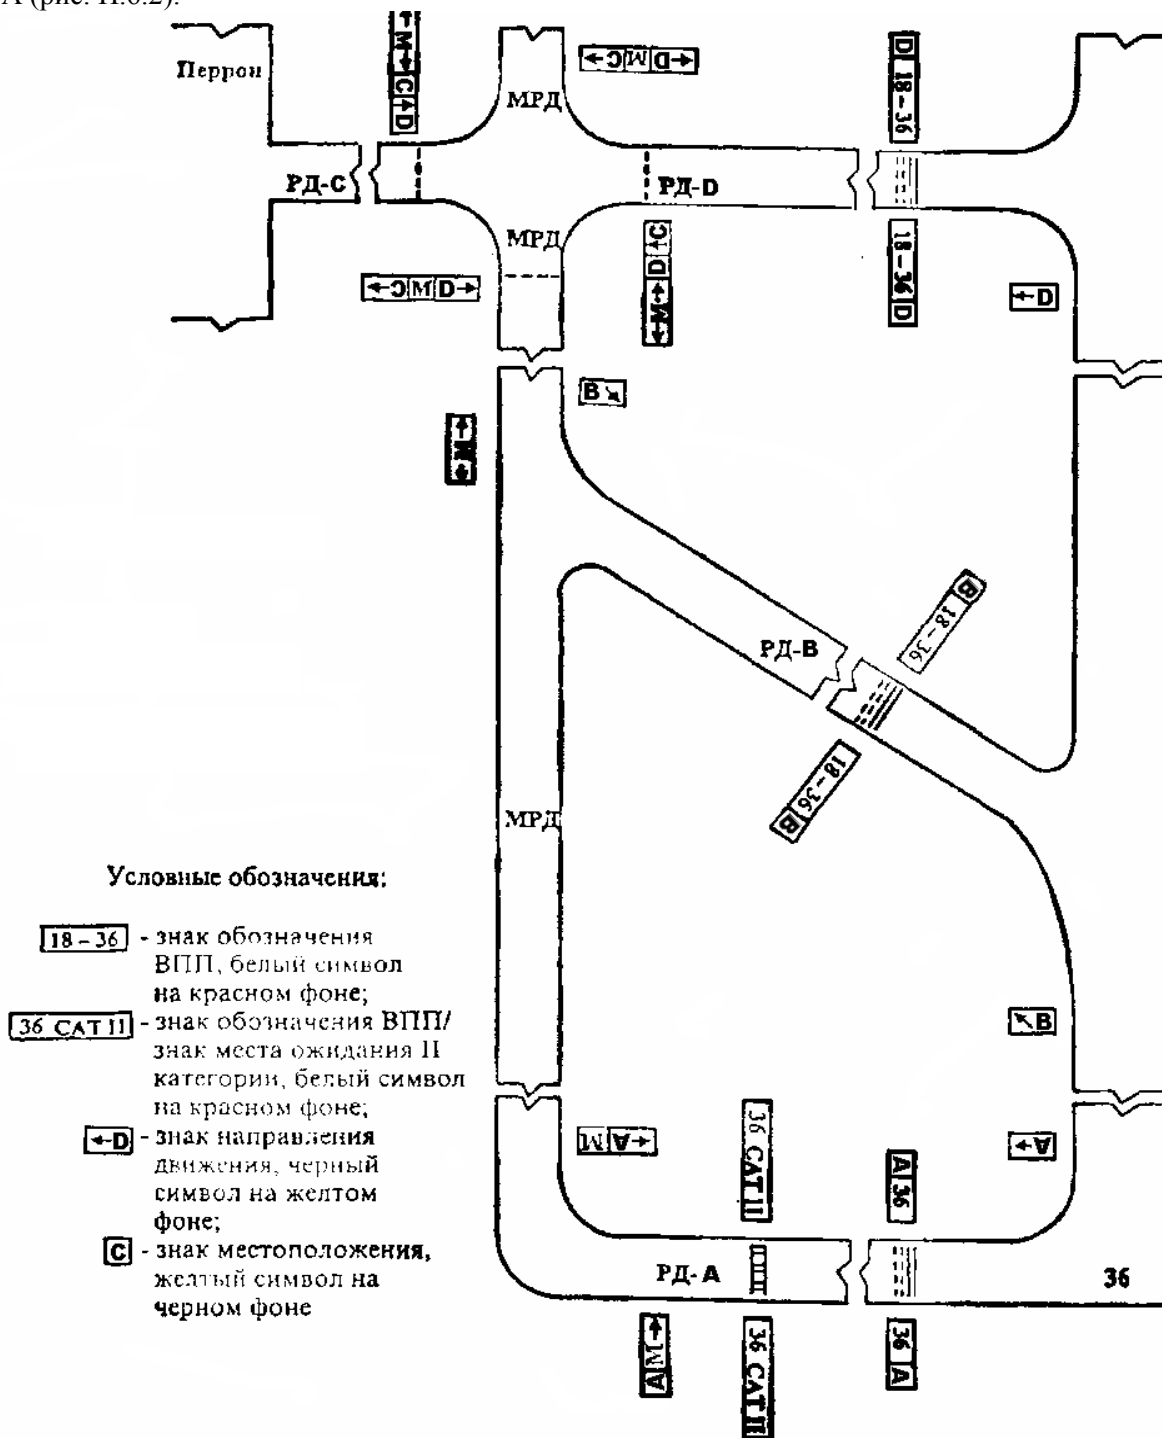 А (рис. П.6.2).
←M→C↑D
←C M D→
D 18-36
Перрон
МРД
РД-C
РД-D
МРД
←C M D→
←M→ D ↑C
18-36 D
←D
B↘
←M→
B 18-36
РД-B
18-36 B
МРД
Условные обозначения:
18-36 - знак обозначения
ВПП, белый символ
на красном фоне;
36 CAT II - знак обозначения ВПП/
знак места ожидания II
категории, белый символ
на красном фоне;
←D - знак направления
движения, черный
символ на желтом
фоне;
C - знак местоположения,
желтый символ на
черном фоне
↖B
M A→
36 CAT II
A 36
←A
РД-A
36
A M→
36 CAT II
36 A